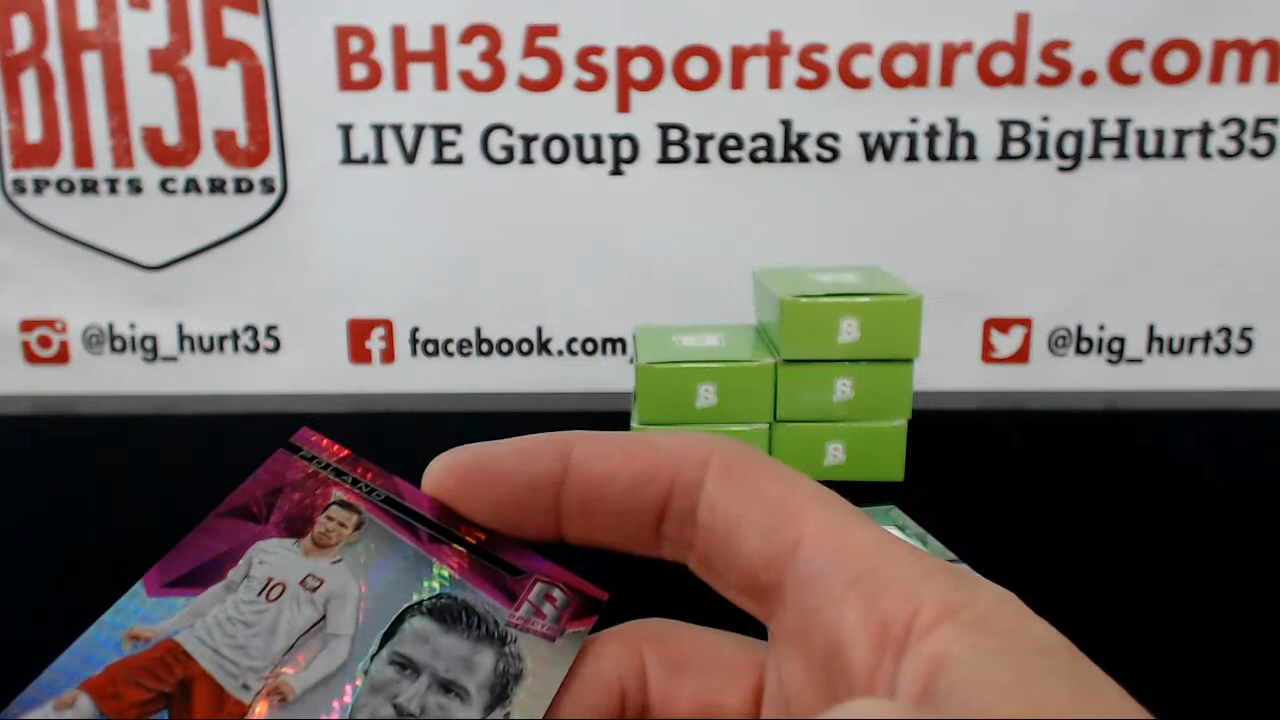 BH35
SPORTS CARDS
BH35sportscards.com
LIVE Group Breaks with BigHurt35
@big_hurt35
facebook.com
@big_hurt35
POLAND
10